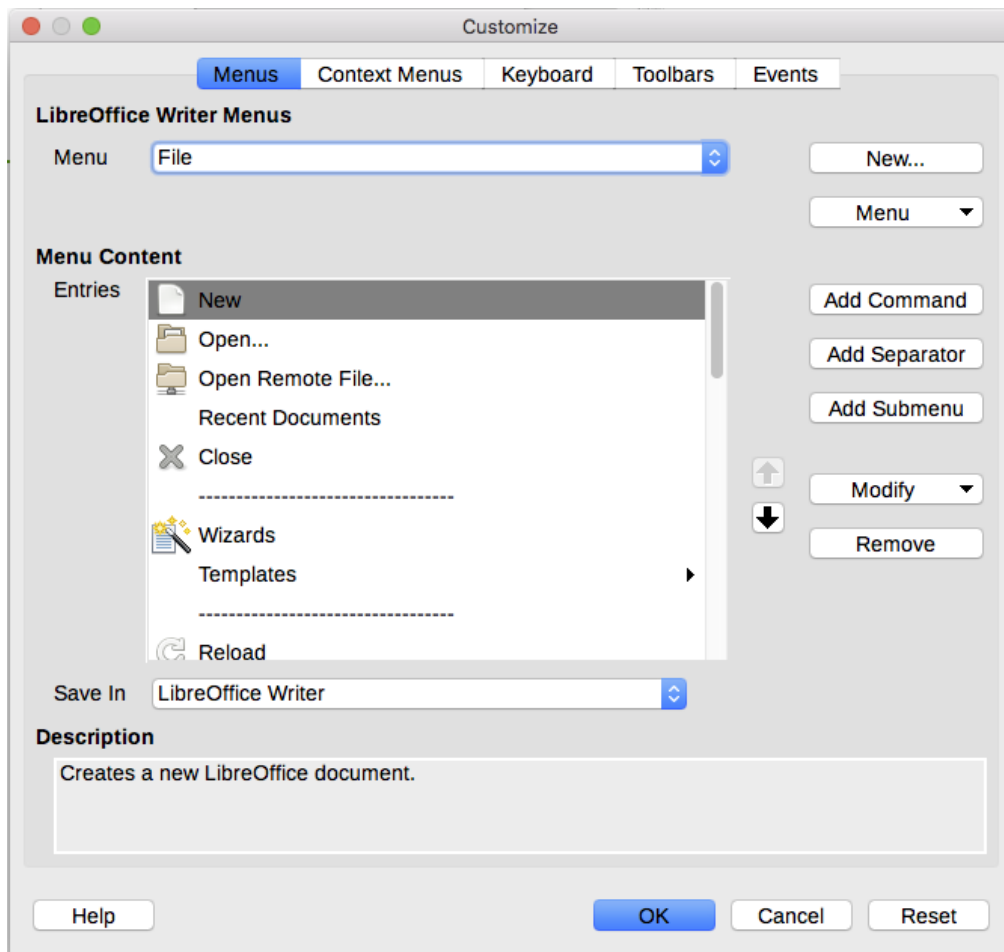 Customize
Menus Context Menus Keyboard Toolbars Events
LibreOffice Writer Menus
Menu File New...
Menu
Menu Content
Entries New Add Command
Open... Add Separator
Open Remote File...
Recent Documents Add Submenu
Close
---------------------------------
Modify
Wizards Remove
Templates
---------------------------------
Reload
Save In LibreOffice Writer
Description
Creates a new LibreOffice document.
Help OK Cancel Reset